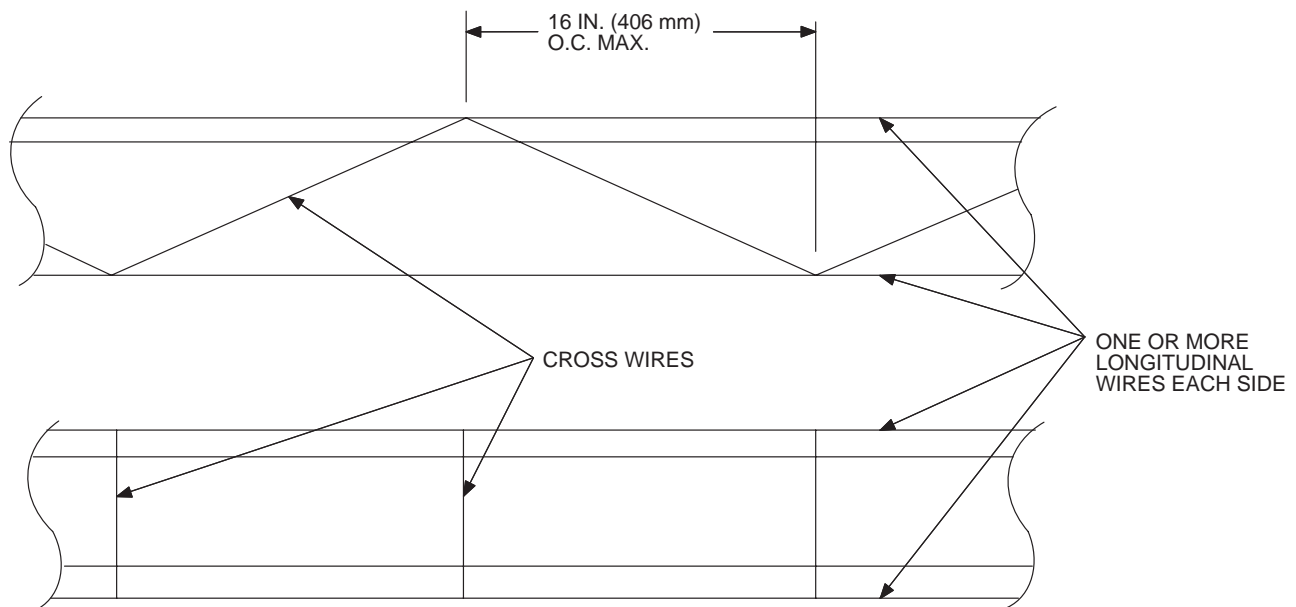 16 IN. (406 mm)
O.C. MAX.
CROSS WIRES
ONE OR MORE
LONGITUDINAL
WIRES EACH SIDE